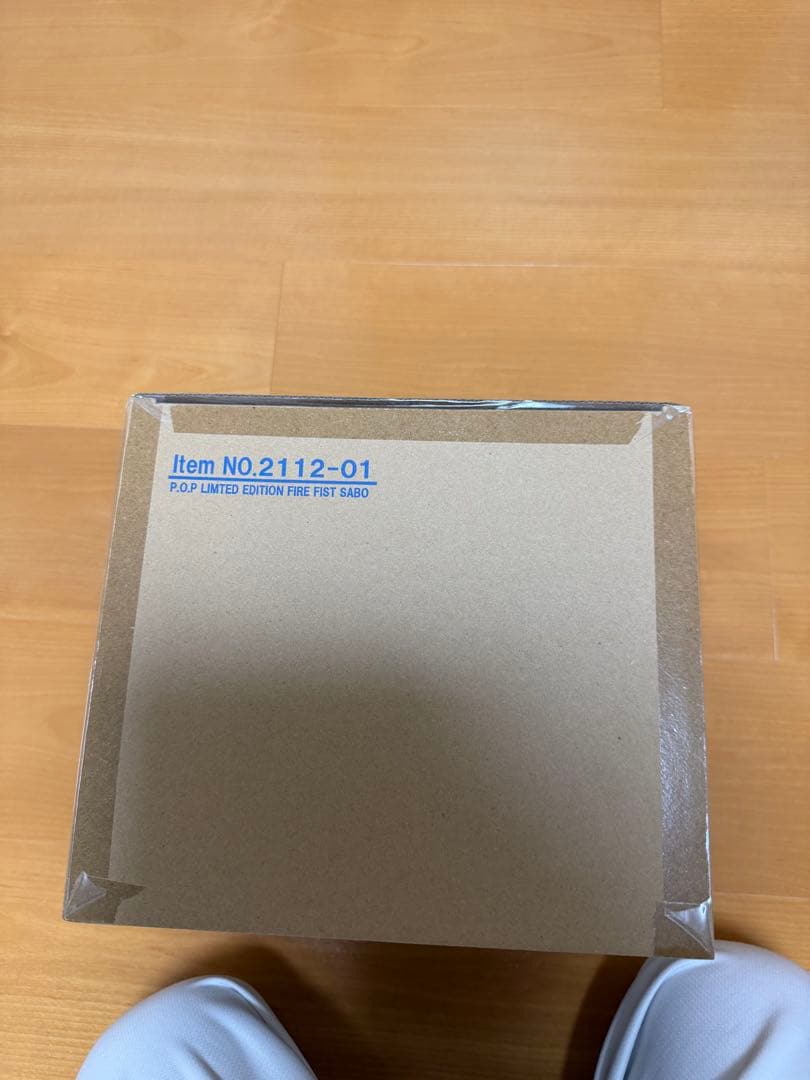 Item NO.2112-01
P.O.P LIMTED EDITION FIRE FIST SABO